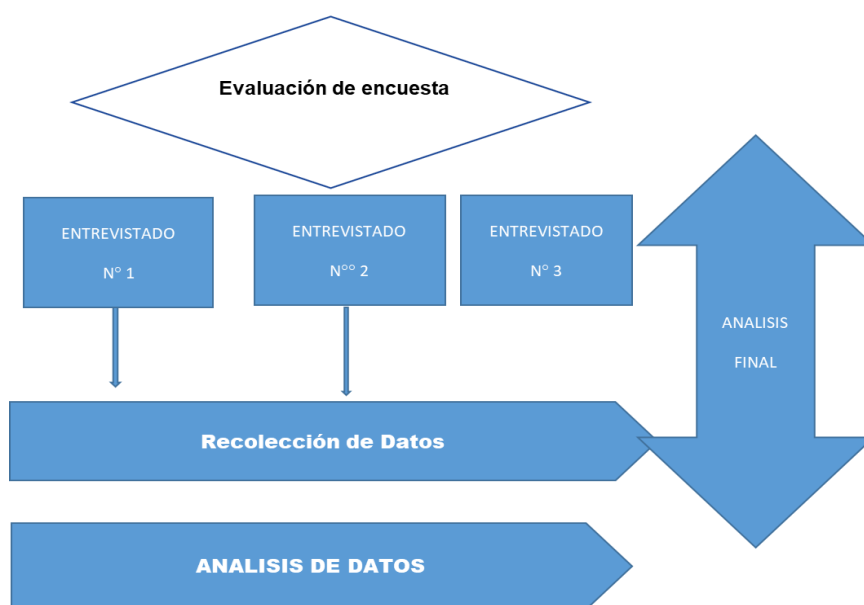 Evaluación de encuesta
ENTREVISTADO
N° 1
ENTREVISTADO
N°° 2
ENTREVISTADO
N° 3
ANALISIS
FINAL
Recolección de Datos
ANALISIS DE DATOS